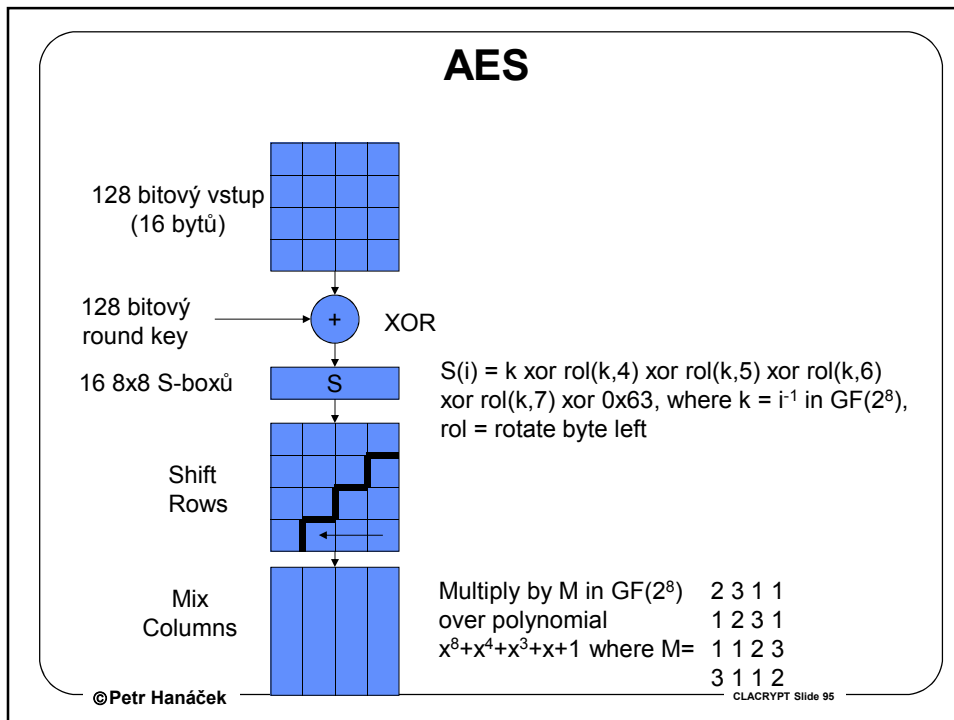 AES
128 bitový vstup
(16 bytů)
128 bitový
round key
+
XOR
16 8x8 S-boxů
S
S(i) = k xor rol(k,4) xor rol(k,5) xor rol(k,6)
xor rol(k,7) xor 0x63, where k = i⁻¹ in GF(2⁸),
rol = rotate byte left
Shift
Rows
Mix
Columns
Multiply by M in GF(2⁸) 2 3 1 1
over polynomial 1 2 3 1
x⁸+x⁴+x³+x+1 where M= 1 1 2 3
3 1 1 2
©Petr Hanáček
CLACRYPT Slide 95